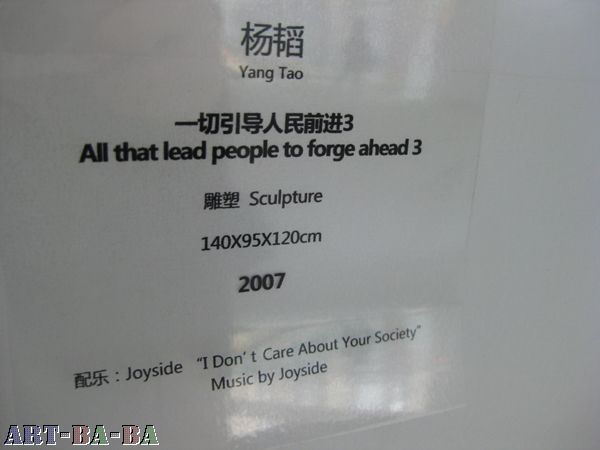 杨韬
Yang Tao
一切引导人民前进3
All that lead people to forge ahead 3
雕塑 Sculpture
140X95X120cm
2007
配乐：Joyside “I Don't Care About Your Society”
Music by Joyside
ART-BA-BA